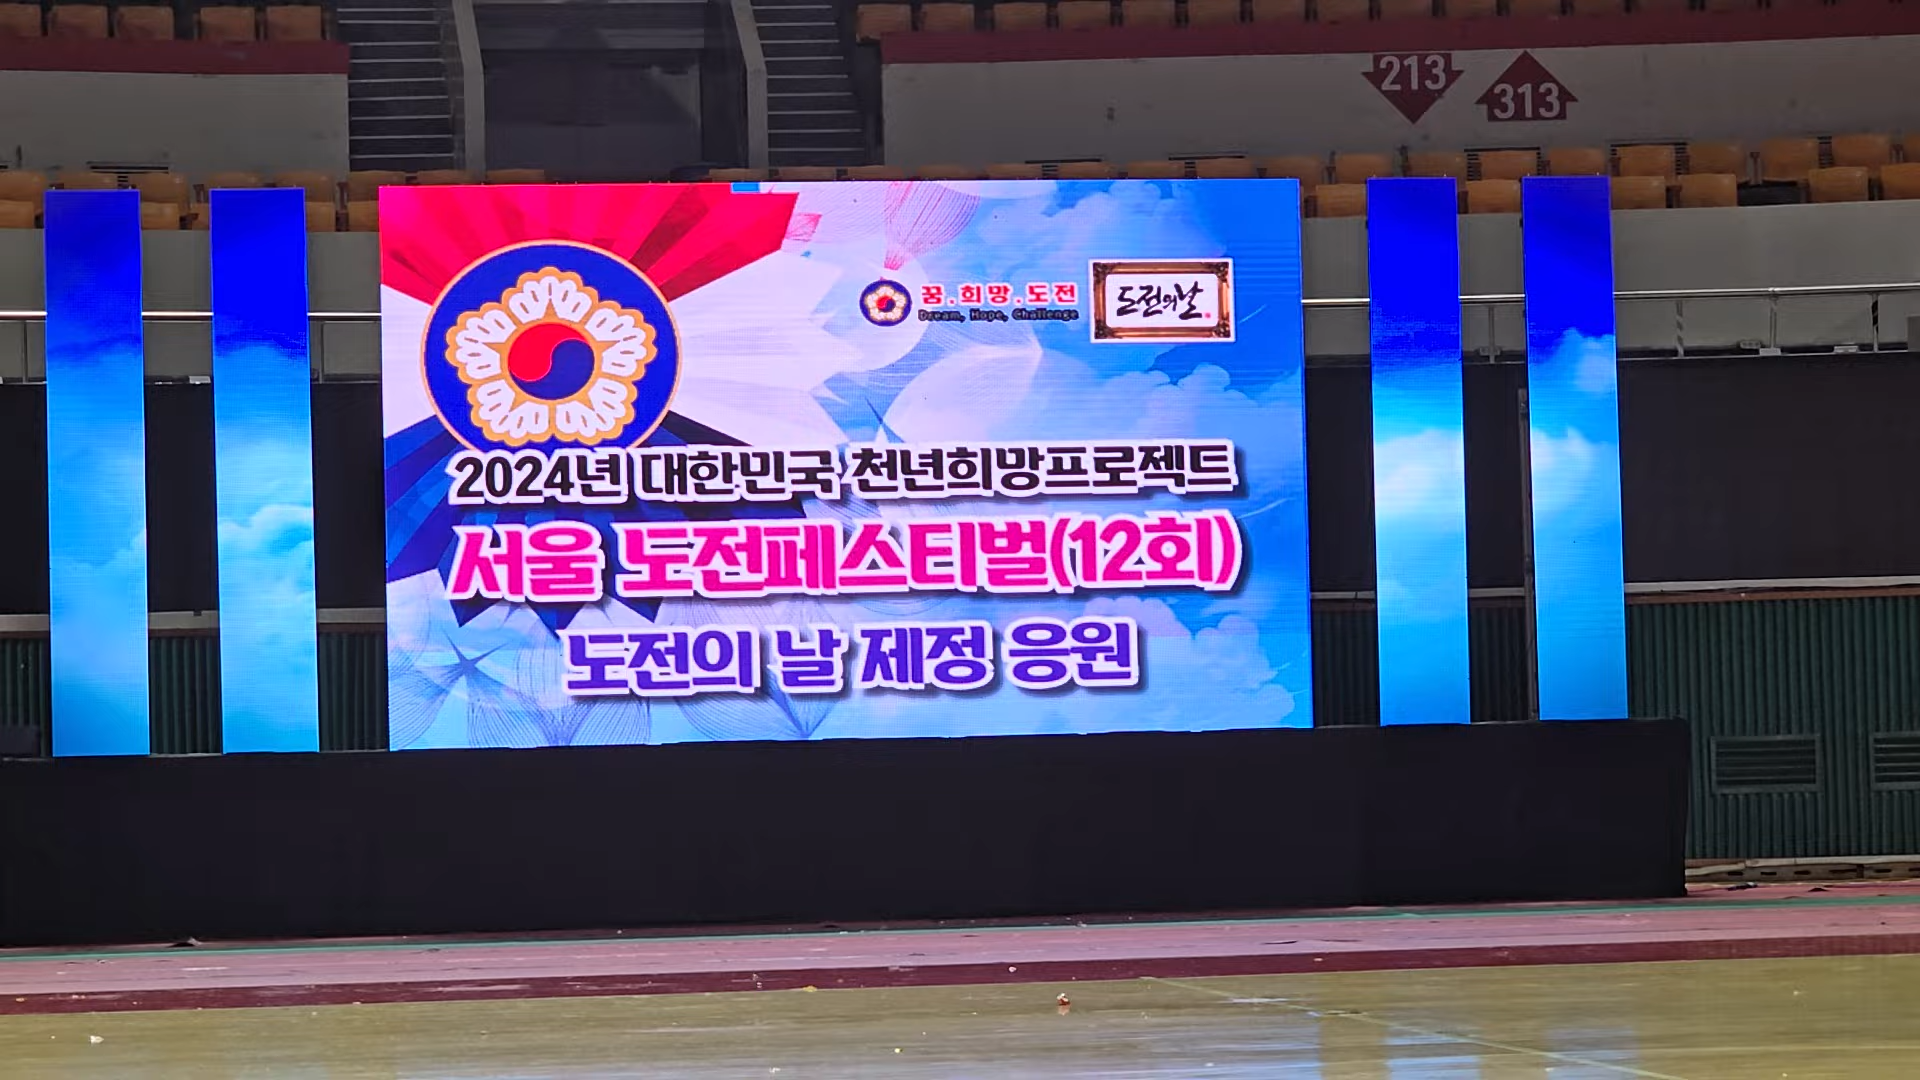 213
313
꿈.희망.도전
Dream, Hope, Challenge
도전의날
2024년 대한민국 천년희망프로젝트
서울 도전페스티벌(12회)
도전의 날 제정 응원